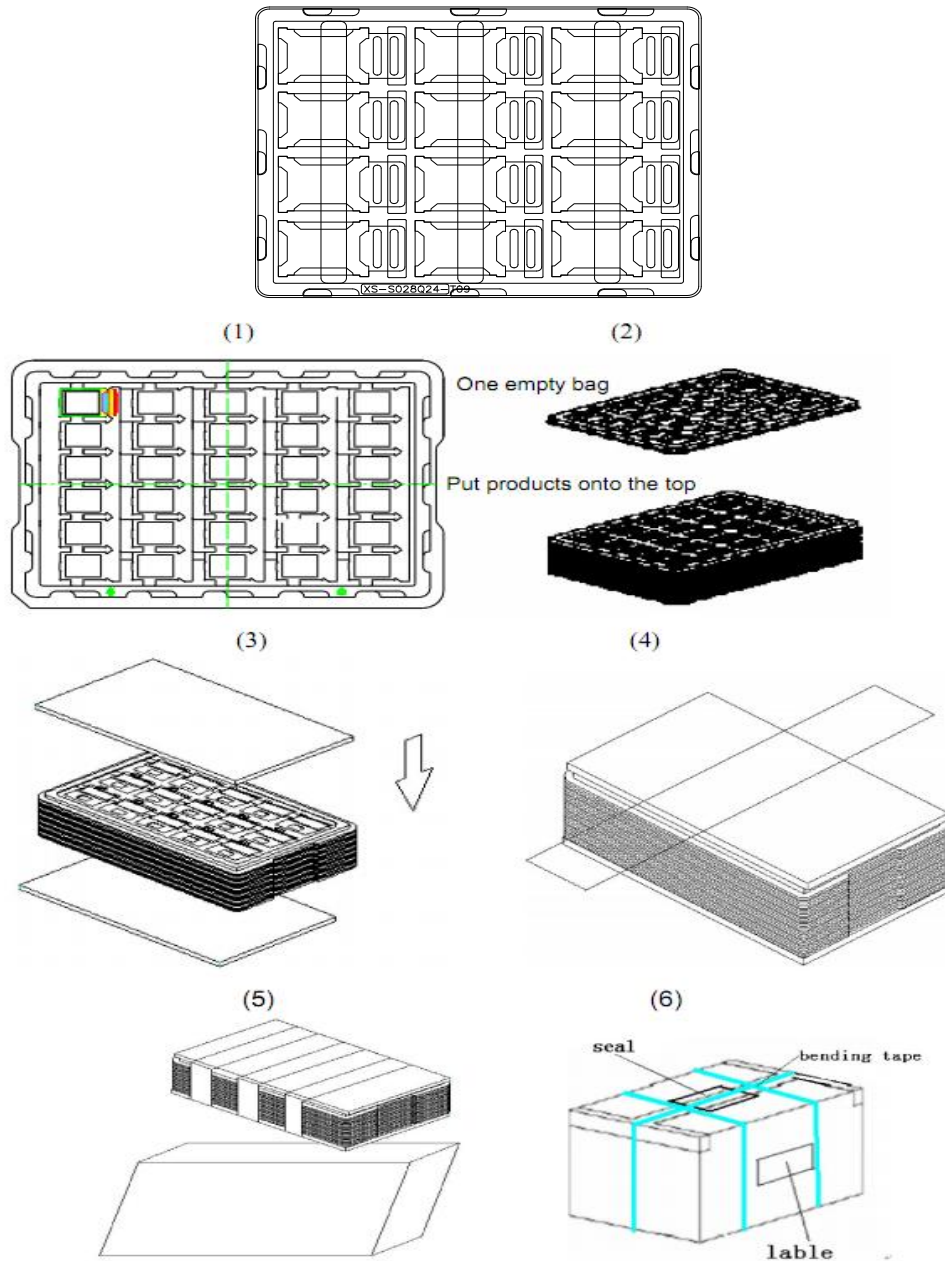 XS-S028Q24-T09
(1)
(2)
One empty bag
Put products onto the top
(3)
(4)
(5)
(6)
seal
bending tape
lable